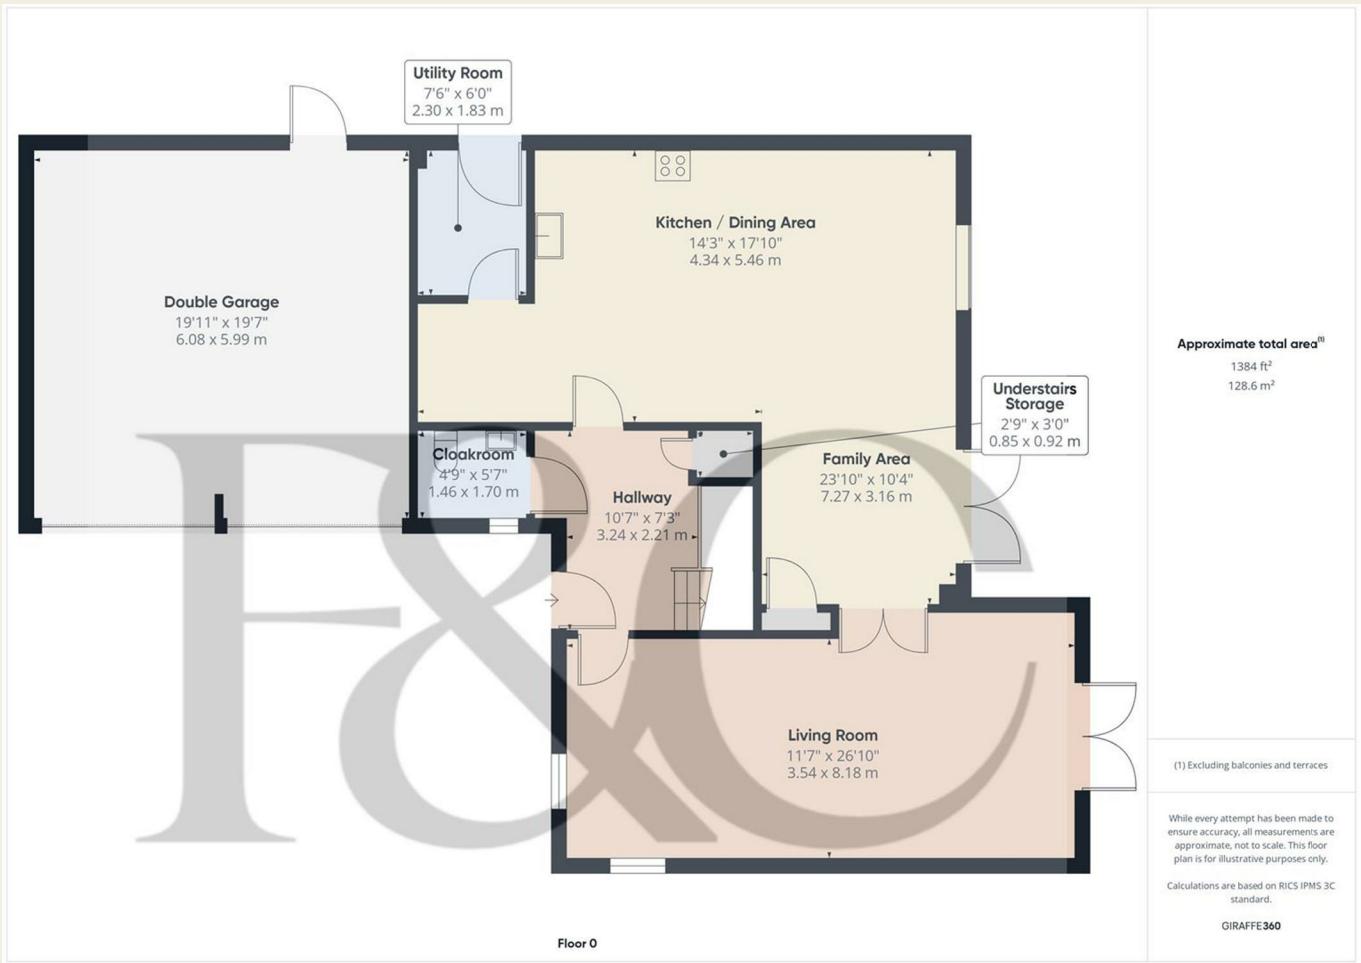 Utility Room
7'6" x 6'0"
2.30 x 1.83 m
Kitchen / Dining Area
14'3" x 17'10"
4.34 x 5.46 m
Double Garage
19'11" x 19'7"
6.08 x 5.99 m
Understairs
Storage
2'9" x 3'0"
0.85 x 0.92 m
Cloakroom
4'9" x 5'7"
1.46 x 1.70 m
Hallway
10'7" x 7'3"
3.24 x 2.21 m
Family Area
23'10" x 10'4"
7.27 x 3.16 m
Living Room
11'7" x 26'10"
3.54 x 8.18 m
F&C
Floor 0
Approximate total area(1)
1384 ft²
128.6 m²
(1) Excluding balconies and terraces
While every attempt has been made to
ensure accuracy, all measurements are
approximate, not to scale. This floor
plan is for illustrative purposes only.
Calculations are based on RICS IPMS 3C
standard.
GIRAFFE360